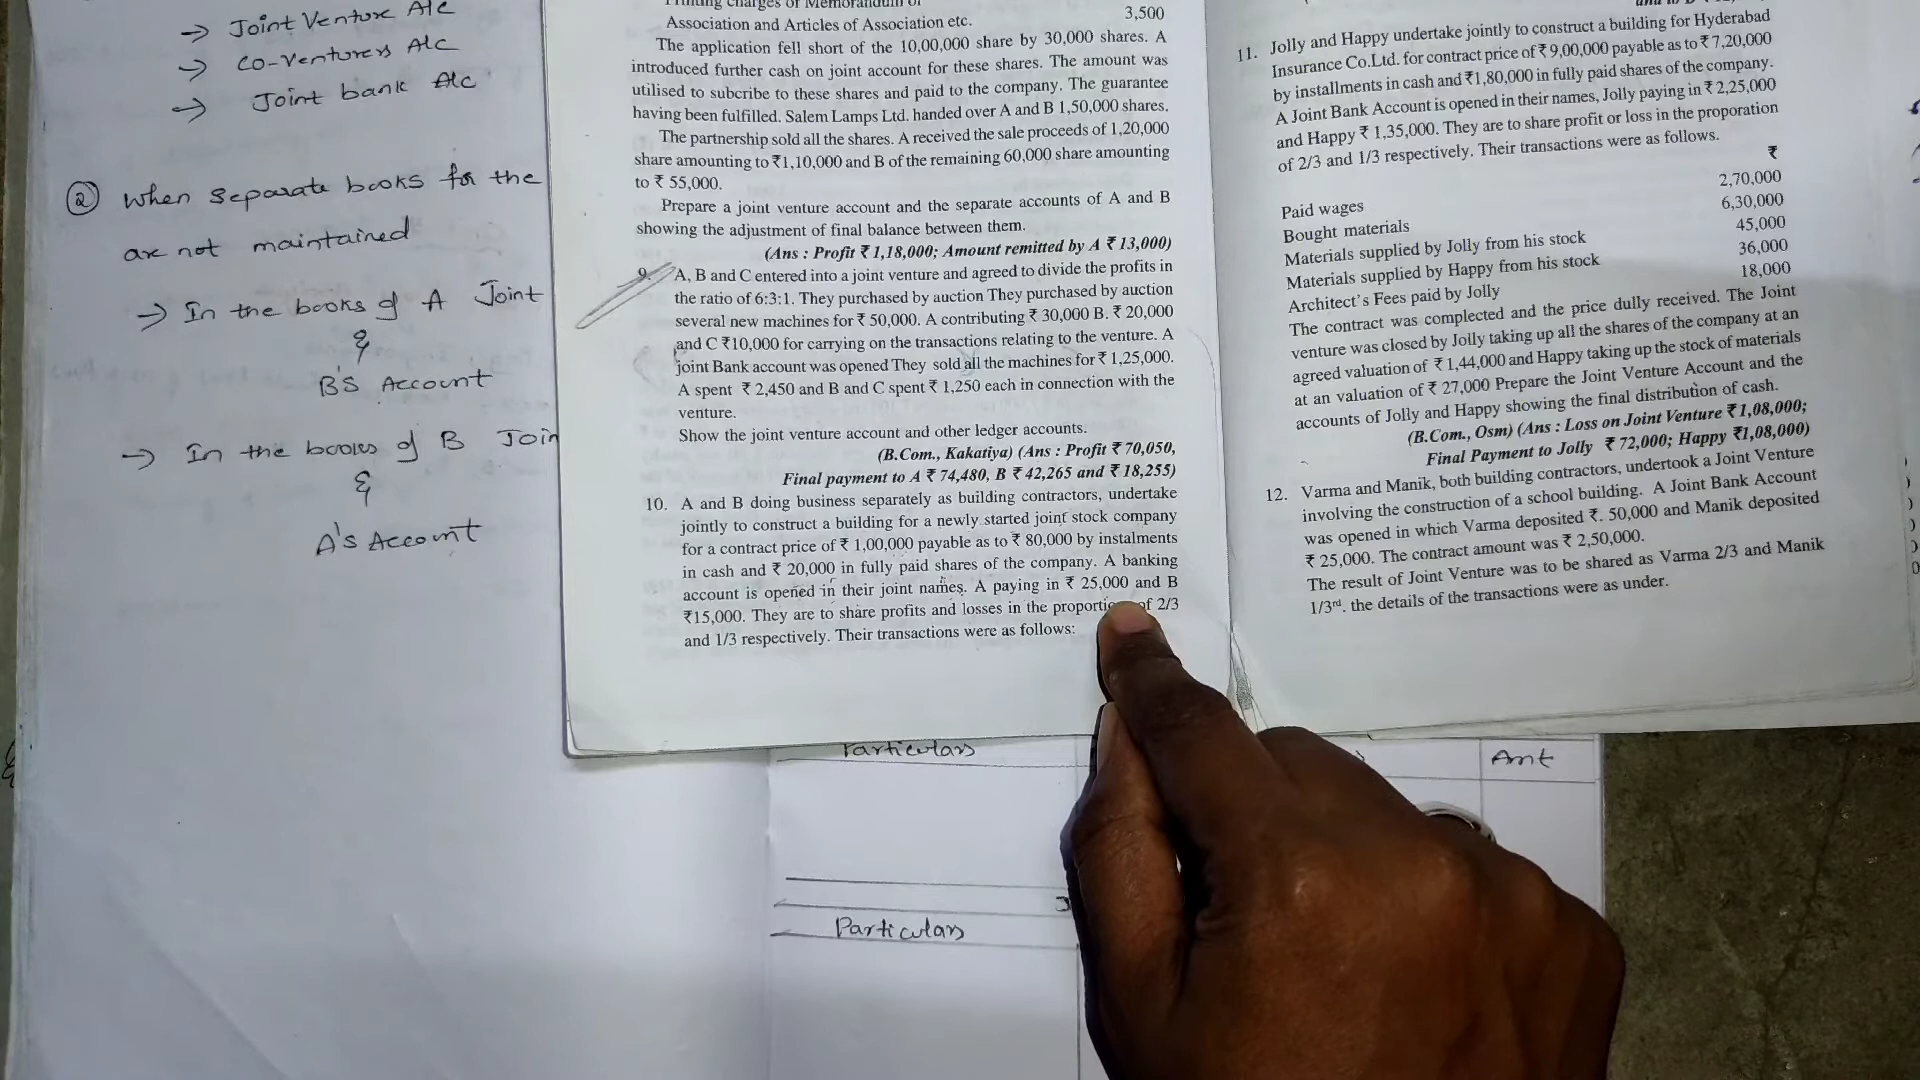 → Joint Venture A/c
→ co-venturers A/c
→ Joint bank A/c
② when separate books for the
are not maintained
→ In the books of A Joint
&
B's Account
→ In the books of B Join
&
A's Account
Printing charges of Memorandum of
Association and Articles of Association etc. 3,500
The application fell short of the 10,00,000 share by 30,000 shares. A
introduced further cash on joint account for these shares. The amount was
utilised to subcribe to these shares and paid to the company. The guarantee
having been fulfilled. Salem Lamps Ltd. handed over A and B 1,50,000 shares.
The partnership sold all the shares. A received the sale proceeds of 1,20,000
share amounting to ₹1,10,000 and B of the remaining 60,000 share amounting
to ₹ 55,000.
Prepare a joint venture account and the separate accounts of A and B
showing the adjustment of final balance between them.
(Ans : Profit ₹ 1,18,000; Amount remitted by A ₹ 13,000)
9. A, B and C entered into a joint venture and agreed to divide the profits in
the ratio of 6:3:1. They purchased by auction They purchased by auction
several new machines for ₹ 50,000. A contributing ₹ 30,000 B. ₹ 20,000
and C ₹10,000 for carrying on the transactions relating to the venture. A
joint Bank account was opened They sold all the machines for ₹ 1,25,000.
A spent ₹ 2,450 and B and C spent ₹ 1,250 each in connection with the
venture.
Show the joint venture account and other ledger accounts.
(B.Com., Kakatiya) (Ans : Profit ₹ 70,050,
Final payment to A ₹ 74,480, B ₹ 42,265 and ₹ 18,255)
10. A and B doing business separately as building contractors, undertake
jointly to construct a building for a newly started joint stock company
for a contract price of ₹ 1,00,000 payable as to ₹ 80,000 by instalments
in cash and ₹ 20,000 in fully paid shares of the company. A banking
account is opened in their joint names. A paying in ₹ 25,000 and B
₹15,000. They are to share profits and losses in the proportion of 2/3
and 1/3 respectively. Their transactions were as follows:
11. Jolly and Happy undertake jointly to construct a building for Hyderabad
Insurance Co.Ltd. for contract price of ₹ 9,00,000 payable as to ₹ 7,20,000
by installments in cash and ₹1,80,000 in fully paid shares of the company.
A Joint Bank Account is opened in their names, Jolly paying in ₹ 2,25,000
and Happy ₹ 1,35,000. They are to share profit or loss in the proporation
of 2/3 and 1/3 respectively. Their transactions were as follows.
₹
Paid wages 2,70,000
Bought materials 6,30,000
Materials supplied by Jolly from his stock 45,000
Materials supplied by Happy from his stock 36,000
Architect's Fees paid by Jolly 18,000
The contract was complected and the price dully received. The Joint
venture was closed by Jolly taking up all the shares of the company at an
agreed valuation of ₹ 1,44,000 and Happy taking up the stock of materials
at an valuation of ₹ 27,000 Prepare the Joint Venture Account and the
accounts of Jolly and Happy showing the final distribution of cash.
(B.Com., Osm) (Ans : Loss on Joint Venture ₹ 1,08,000;
Final Payment to Jolly ₹ 72,000; Happy ₹1,08,000)
12. Varma and Manik, both building contractors, undertook a Joint Venture
involving the construction of a school building. A Joint Bank Account
was opened in which Varma deposited ₹. 50,000 and Manik deposited
₹ 25,000. The contract amount was ₹ 2,50,000.
The result of Joint Venture was to be shared as Varma 2/3 and Manik
1/3rd. the details of the transactions were as under.
Particulars Amt
Particulars